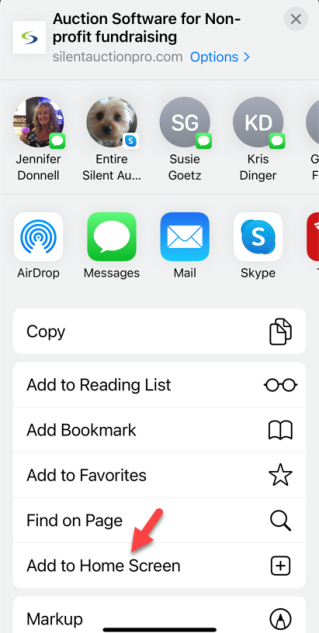 Auction Software for Non-
profit fundraising
silentauctionpro.com Options >
Jennifer
Donnell
Entire
Silent Au...
SG
Susie
Goetz
KD
Kris
Dinger
G
F
AirDrop
Messages
Mail
Skype
Copy
Add to Reading List
Add Bookmark
Add to Favorites
Find on Page
Add to Home Screen
Markup